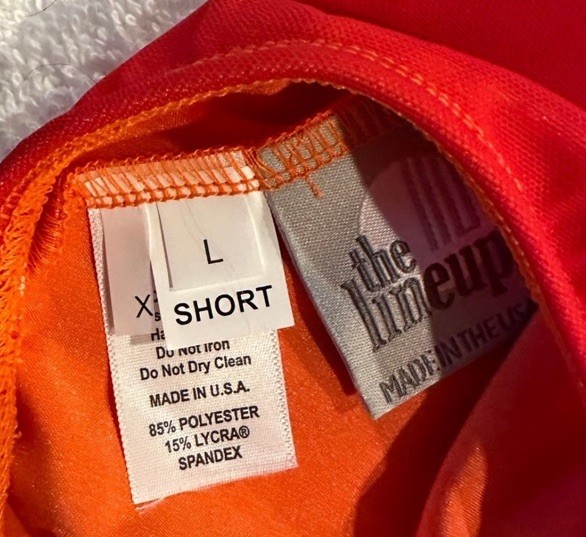 L
X
SHORT
Do Not Iron
Do Not Dry Clean
MADE IN U.S.A.
85% POLYESTER
15% LYCRA®
SPANDEX
the
lineup
MADE IN THE USA